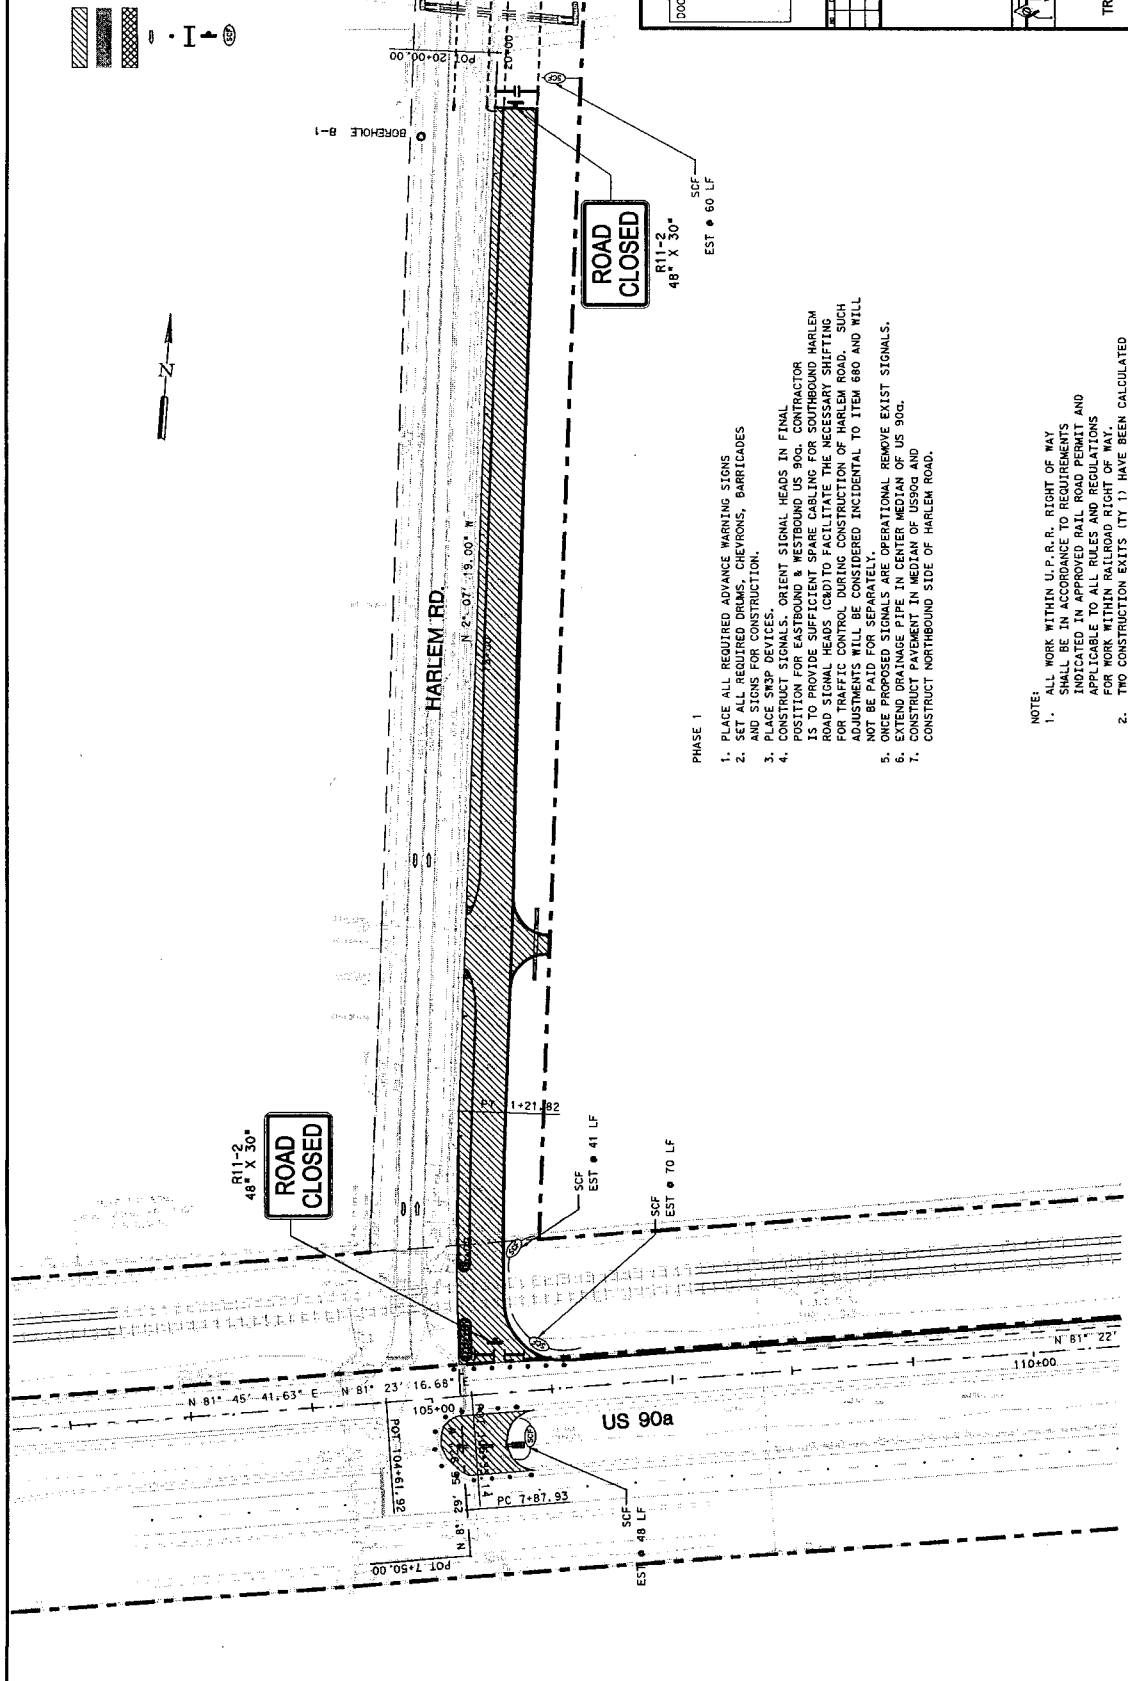 DOC
NO
TR
SCF
POT 20+00.00
20+00
BOREHOLE B-1
SCF
SCF
EST @ 60 LF
ROAD
CLOSED
R11-2
48" X 30"
N
HARLEM RD.
N 2° 07' 19.00" W
PHASE 1
1. PLACE ALL REQUIRED ADVANCE WARNING SIGNS
2. SET ALL REQUIRED DRUMS, CHEVRONS, BARRICADES
AND SIGNS FOR CONSTRUCTION.
3. PLACE SW3P DEVICES.
4. CONSTRUCT SIGNALS. ORIENT SIGNAL HEADS IN FINAL
POSITION FOR EASTBOUND & WESTBOUND US 90a. CONTRACTOR
IS TO PROVIDE SUFFICIENT SPARE CABLING FOR SOUTHBOUND HARLEM
ROAD SIGNAL HEADS (C&D)TO FACILITATE THE NECESSARY SHIFTING
FOR TRAFFIC CONTROL DURING CONSTRUCTION OF HARLEM ROAD. SUCH
ADJUSTMENTS WILL BE CONSIDERED INCIDENTAL TO ITEM 680 AND WILL
NOT BE PAID FOR SEPARATELY.
5. ONCE PROPOSED SIGNALS ARE OPERATIONAL REMOVE EXIST SIGNALS.
6. EXTEND DRAINAGE PIPE IN CENTER MEDIAN OF US 90a.
7. CONSTRUCT PAVEMENT IN MEDIAN OF US90a AND
CONSTRUCT NORTHBOUND SIDE OF HARLEM ROAD.
NOTE:
1. ALL WORK WITHIN U.P.R.R. RIGHT OF WAY
SHALL BE IN ACCORDANCE TO REQUIREMENTS
INDICATED IN APPROVED RAIL ROAD PERMIT AND
APPLICABLE TO ALL RULES AND REGULATIONS
FOR WORK WITHIN RAILROAD RIGHT OF WAY.
2. TWO CONSTRUCTION EXITS (TY 1) HAVE BEEN CALCULATED
R11-2
48" X 30"
ROAD
CLOSED
1+21.82
SCF
EST @ 41 LF
SCF
SCF
EST @ 70 LF
SCF
N 81° 45' 41.63" E
N 81° 23' 16.68" E
N 81° 22'
110+00
105+00
US 90a
POT 104+61.92
PC 7+87.93
POT 7+50.00
SCF
SCF
EST @ 48 LF